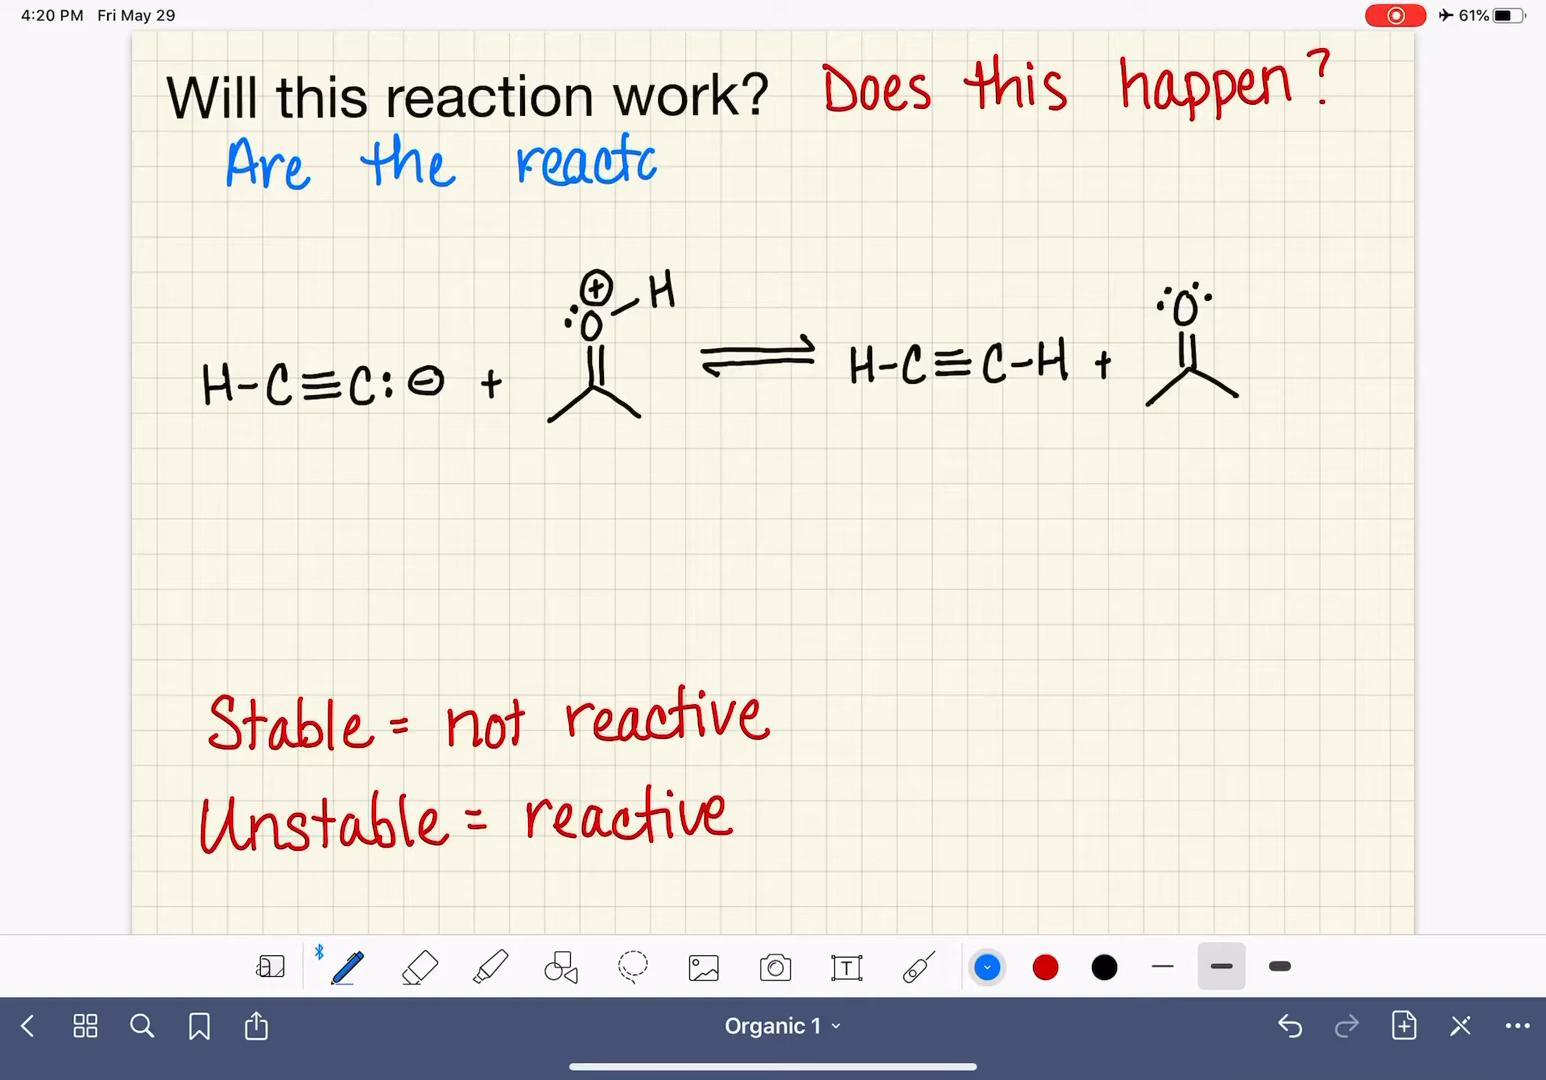 4:20 PM Fri May 29
61%
Will this reaction work? Does this happen?
Are the reactc
H-C≡C:⊖ + :O-H ⊕ ⇌ H-C≡C-H + :O:
Stable = not reactive
Unstable = reactive
T
Organic 1